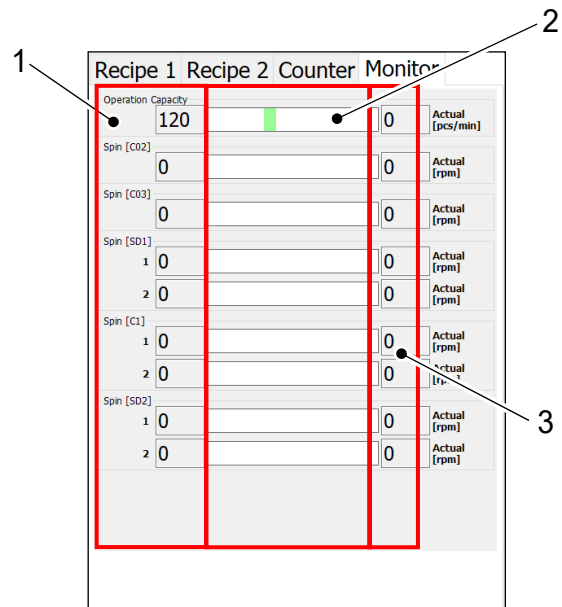 2
1
Recipe 1 Recipe 2 Counter Monitor
Operation Capacity
120 0 Actual
[pcs/min]
Spin [C02]
0 0 Actual
[rpm]
Spin [C03]
0 0 Actual
[rpm]
Spin [SD1]
1 0 0 Actual
[rpm]
2 0 0 Actual
[rpm]
Spin [C1]
1 0 0 Actual
[rpm]
2 0 0 Actual
[rpm]
3
Spin [SD2]
1 0 0 Actual
[rpm]
2 0 0 Actual
[rpm]